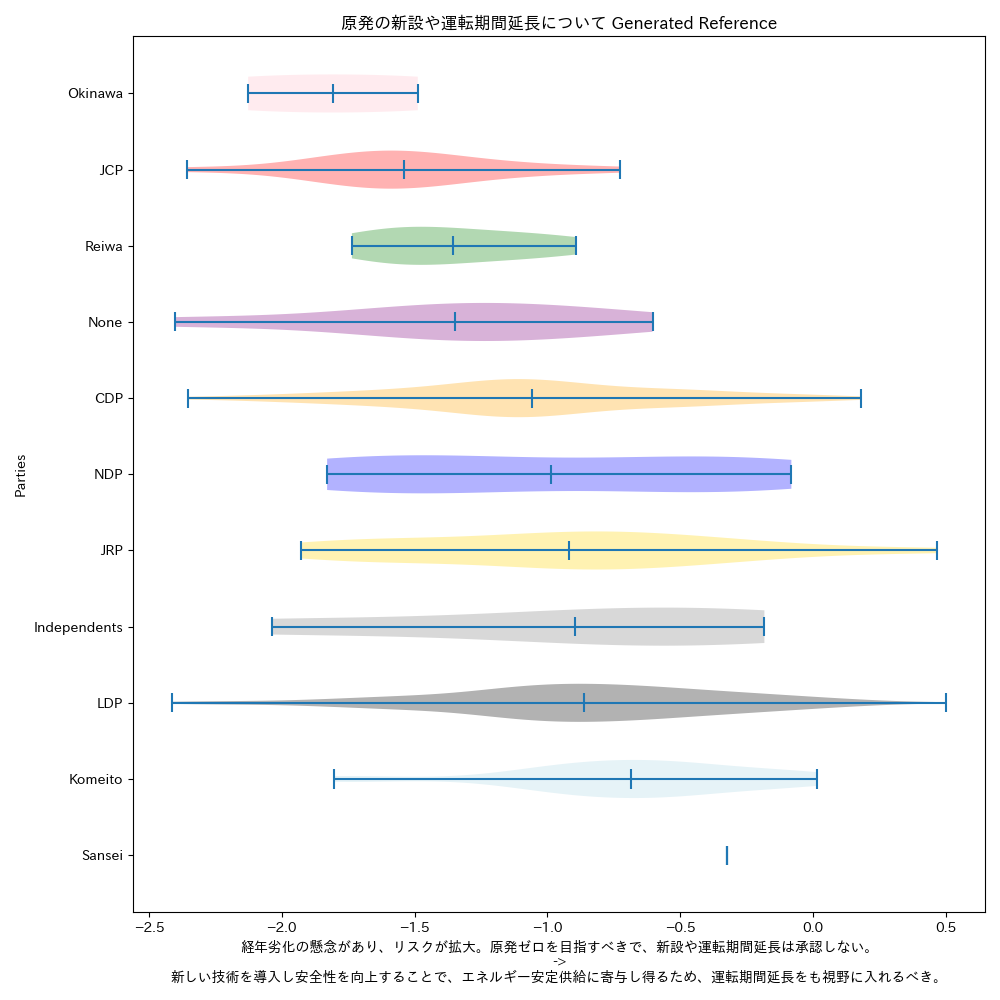 原発の新設や運転期間延長について Generated Reference
Parties
Okinawa
JCP
Reiwa
None
CDP
NDP
JRP
Independents
LDP
Komeito
Sansei
−2.5 −2.0 −1.5 −1.0 −0.5 0.0 0.5
経年劣化の懸念があり、リスクが拡大。原発ゼロを目指すべきで、新設や運転期間延長は承認しない。
->
新しい技術を導入し安全性を向上することで、エネルギー安定供給に寄与し得るため、運転期間延長をも視野に入れるべき。